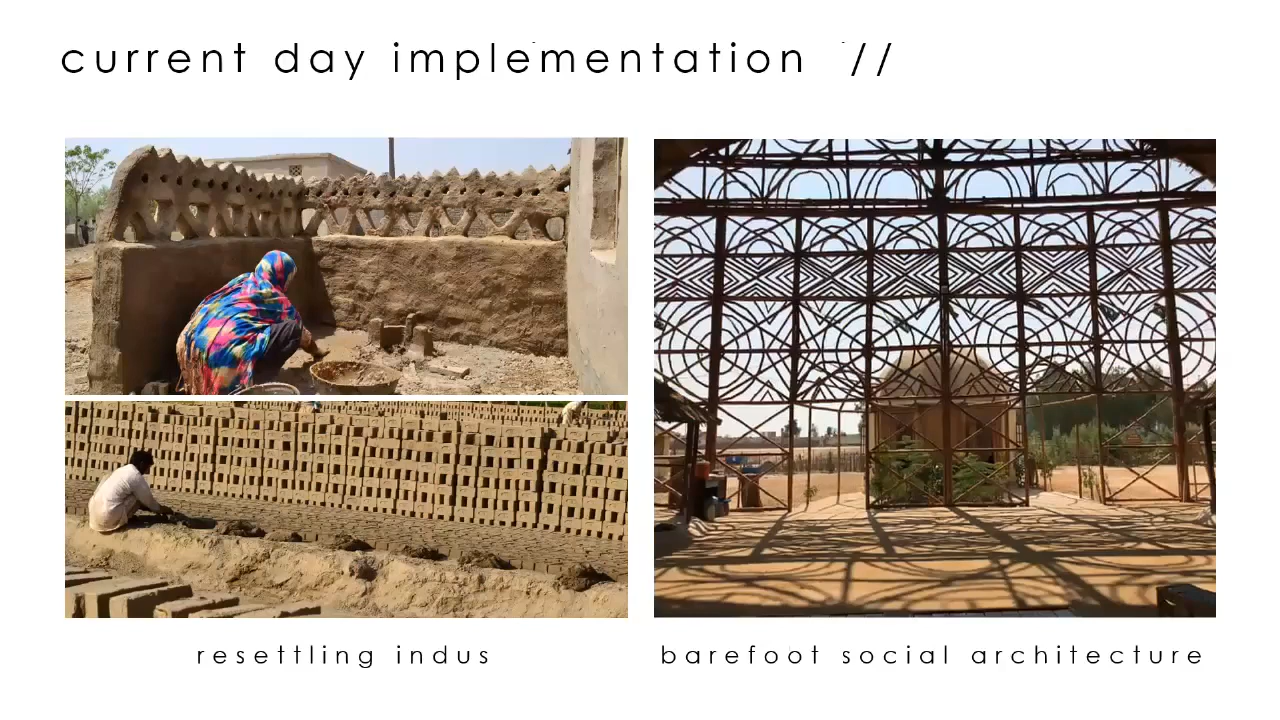 current day implementation //
resettling indus
barefoot social architecture